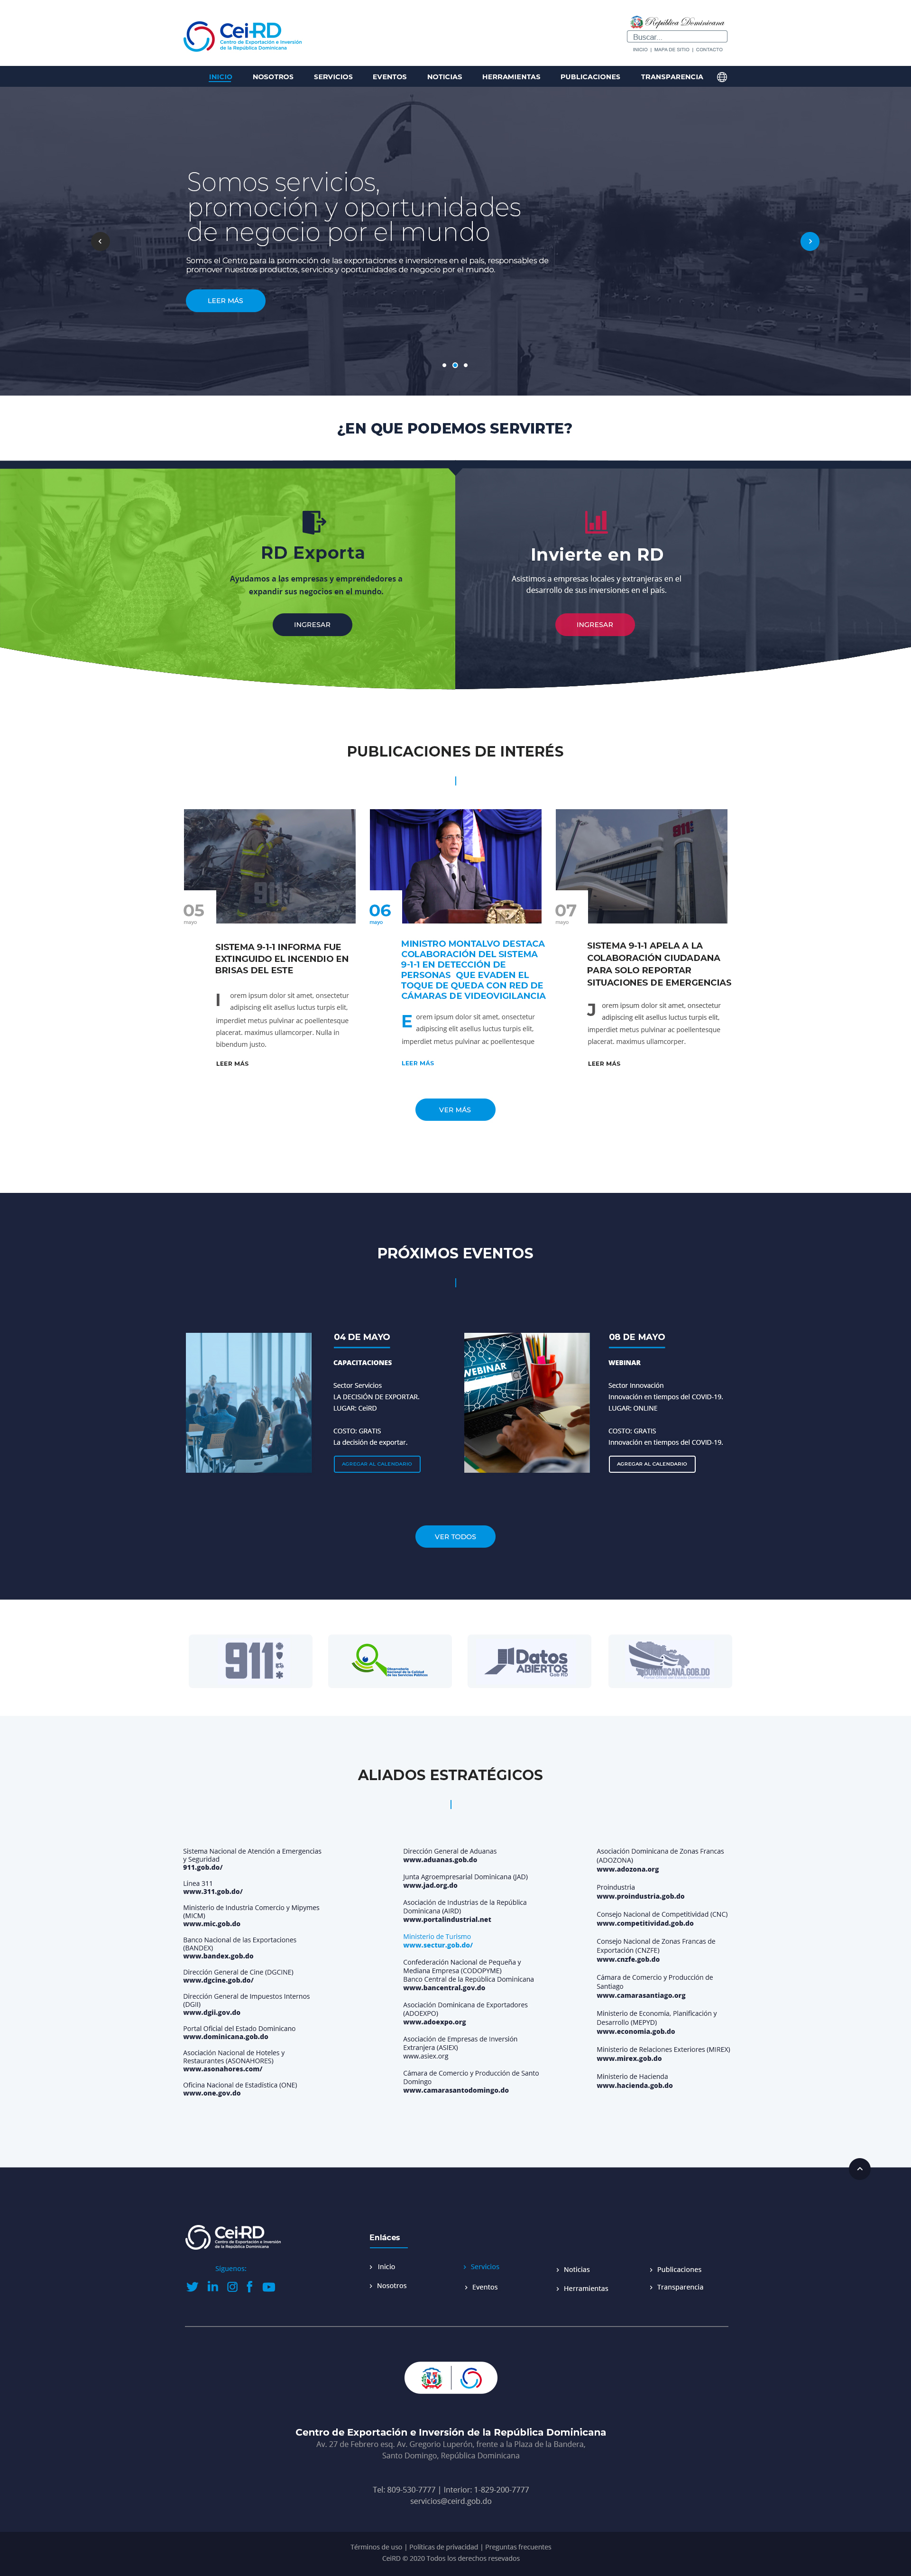 CeiRD
Centro de Exportación e Inversión
de la República Dominicana
República Dominicana
Buscar...
INICIO | MAPA DE SITIO | CONTACTO
INICIO NOSOTROS SERVICIOS EVENTOS NOTICIAS HERRAMIENTAS PUBLICACIONES TRANSPARENCIA
Somos servicios,
promoción y oportunidades
de negocio por el mundo
Somos el Centro para la promoción de las exportaciones e inversiones en el país, responsables de
promover nuestros productos, servicios y oportunidades de negocio por el mundo.
LEER MÁS
¿EN QUE PODEMOS SERVIRTE?
RD Exporta
Ayudamos a las empresas y emprendedores a
expandir sus negocios en el mundo.
INGRESAR
Invierte en RD
Asistimos a empresas locales y extranjeras en el
desarrollo de sus inversiones en el país.
INGRESAR
PUBLICACIONES DE INTERÉS
911
05
mayo
SISTEMA 9-1-1 INFORMA FUE
EXTINGUIDO EL INCENDIO EN
BRISAS DEL ESTE
I orem ipsum dolor sit amet, onsectetur
adipiscing elit asellus luctus turpis elit,
imperdiet metus pulvinar ac poellentesque
placerat. maximus ullamcorper. Nulla in
bibendum justo.
LEER MÁS
06
mayo
MINISTRO MONTALVO DESTACA
COLABORACIÓN DEL SISTEMA
9-1-1 EN DETECCIÓN DE
PERSONAS QUE EVADEN EL
TOQUE DE QUEDA CON RED DE
CÁMARAS DE VIDEOVIGILANCIA
E orem ipsum dolor sit amet, onsectetur
adipiscing elit asellus luctus turpis elit,
imperdiet metus pulvinar ac poellentesque
LEER MÁS
911
07
mayo
SISTEMA 9-1-1 APELA A LA
COLABORACIÓN CIUDADANA
PARA SOLO REPORTAR
SITUACIONES DE EMERGENCIAS
J orem ipsum dolor sit amet, onsectetur
adipiscing elit asellus luctus turpis elit,
imperdiet metus pulvinar ac poellentesque
placerat. maximus ullamcorper.
LEER MÁS
VER MÁS
PRÓXIMOS EVENTOS
04 DE MAYO
CAPACITACIONES
Sector Servicios
LA DECISIÓN DE EXPORTAR.
LUGAR: CeiRD
COSTO: GRATIS
La decisión de exportar.
AGREGAR AL CALENDARIO
WEBINAR
08 DE MAYO
WEBINAR
Sector Innovación
Innovación en tiempos del COVID-19.
LUGAR: ONLINE
COSTO: GRATIS
Innovación en tiempos del COVID-19.
AGREGAR AL CALENDARIO
VER TODOS
911
Observatorio
Nacional de la Calidad
de los Servicios Públicos
Datos
ABIERTOS
Gob RD
DOMINICANA.GOB.DO
ALIADOS ESTRATÉGICOS
Sistema Nacional de Atención a Emergencias
y Seguridad
911.gob.do/
Línea 311
www.311.gob.do/
Ministerio de Industria Comercio y Mipymes
(MICM)
www.mic.gob.do
Banco Nacional de las Exportaciones
(BANDEX)
www.bandex.gob.do
Dirección General de Cine (DGCINE)
www.dgcine.gob.do/
Dirección General de Impuestos Internos
(DGII)
www.dgii.gov.do
Portal Oficial del Estado Dominicano
www.dominicana.gob.do
Asociación Nacional de Hoteles y
Restaurantes (ASONAHORES)
www.asonahores.com/
Oficina Nacional de Estadística (ONE)
www.one.gov.do
Dirección General de Aduanas
www.aduanas.gob.do
Junta Agroempresarial Dominicana (JAD)
www.jad.org.do
Asociación de Industrias de la República
Dominicana (AIRD)
www.portalindustrial.net
Ministerio de Turismo
www.sectur.gob.do/
Confederación Nacional de Pequeña y
Mediana Empresa (CODOPYME)
Banco Central de la República Dominicana
www.bancentral.gov.do
Asociación Dominicana de Exportadores
(ADOEXPO)
www.adoexpo.org
Asociación de Empresas de Inversión
Extranjera (ASIEX)
www.asiex.org
Cámara de Comercio y Producción de Santo
Domingo
www.camarasantodomingo.do
Asociación Dominicana de Zonas Francas
(ADOZONA)
www.adozona.org
Proindustria
www.proindustria.gob.do
Consejo Nacional de Competitividad (CNC)
www.competitividad.gob.do
Consejo Nacional de Zonas Francas de
Exportación (CNZFE)
www.cnzfe.gob.do
Cámara de Comercio y Producción de
Santiago
www.camarasantiago.org
Ministerio de Economía, Planificación y
Desarrollo (MEPYD)
www.economia.gob.do
Ministerio de Relaciones Exteriores (MIREX)
www.mirex.gob.do
Ministerio de Hacienda
www.hacienda.gob.do
CeiRD
Centro de Exportación e Inversión
de la República Dominicana
Síguenos:
Enláces
Inicio
Nosotros
Servicios
Eventos
Noticias
Herramientas
Publicaciones
Transparencia
Centro de Exportación e Inversión de la República Dominicana
Av. 27 de Febrero esq. Av. Gregorio Luperón, frente a la Plaza de la Bandera,
Santo Domingo, República Dominicana
Tel: 809-530-7777 | Interior: 1-829-200-7777
servicios@ceird.gob.do
Términos de uso | Políticas de privacidad | Preguntas frecuentes
CeiRD © 2020 Todos los derechos resevados